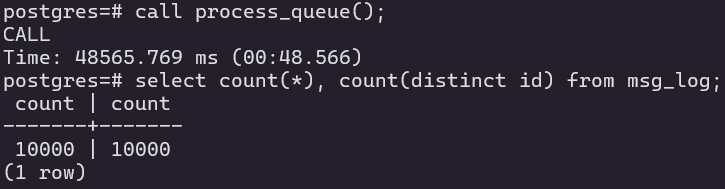 postgres=# call process_queue();
CALL
Time: 48565.769 ms (00:48.566)
postgres=# select count(*), count(distinct id) from msg_log;
 count | count
-------+-------
 10000 | 10000
(1 row)